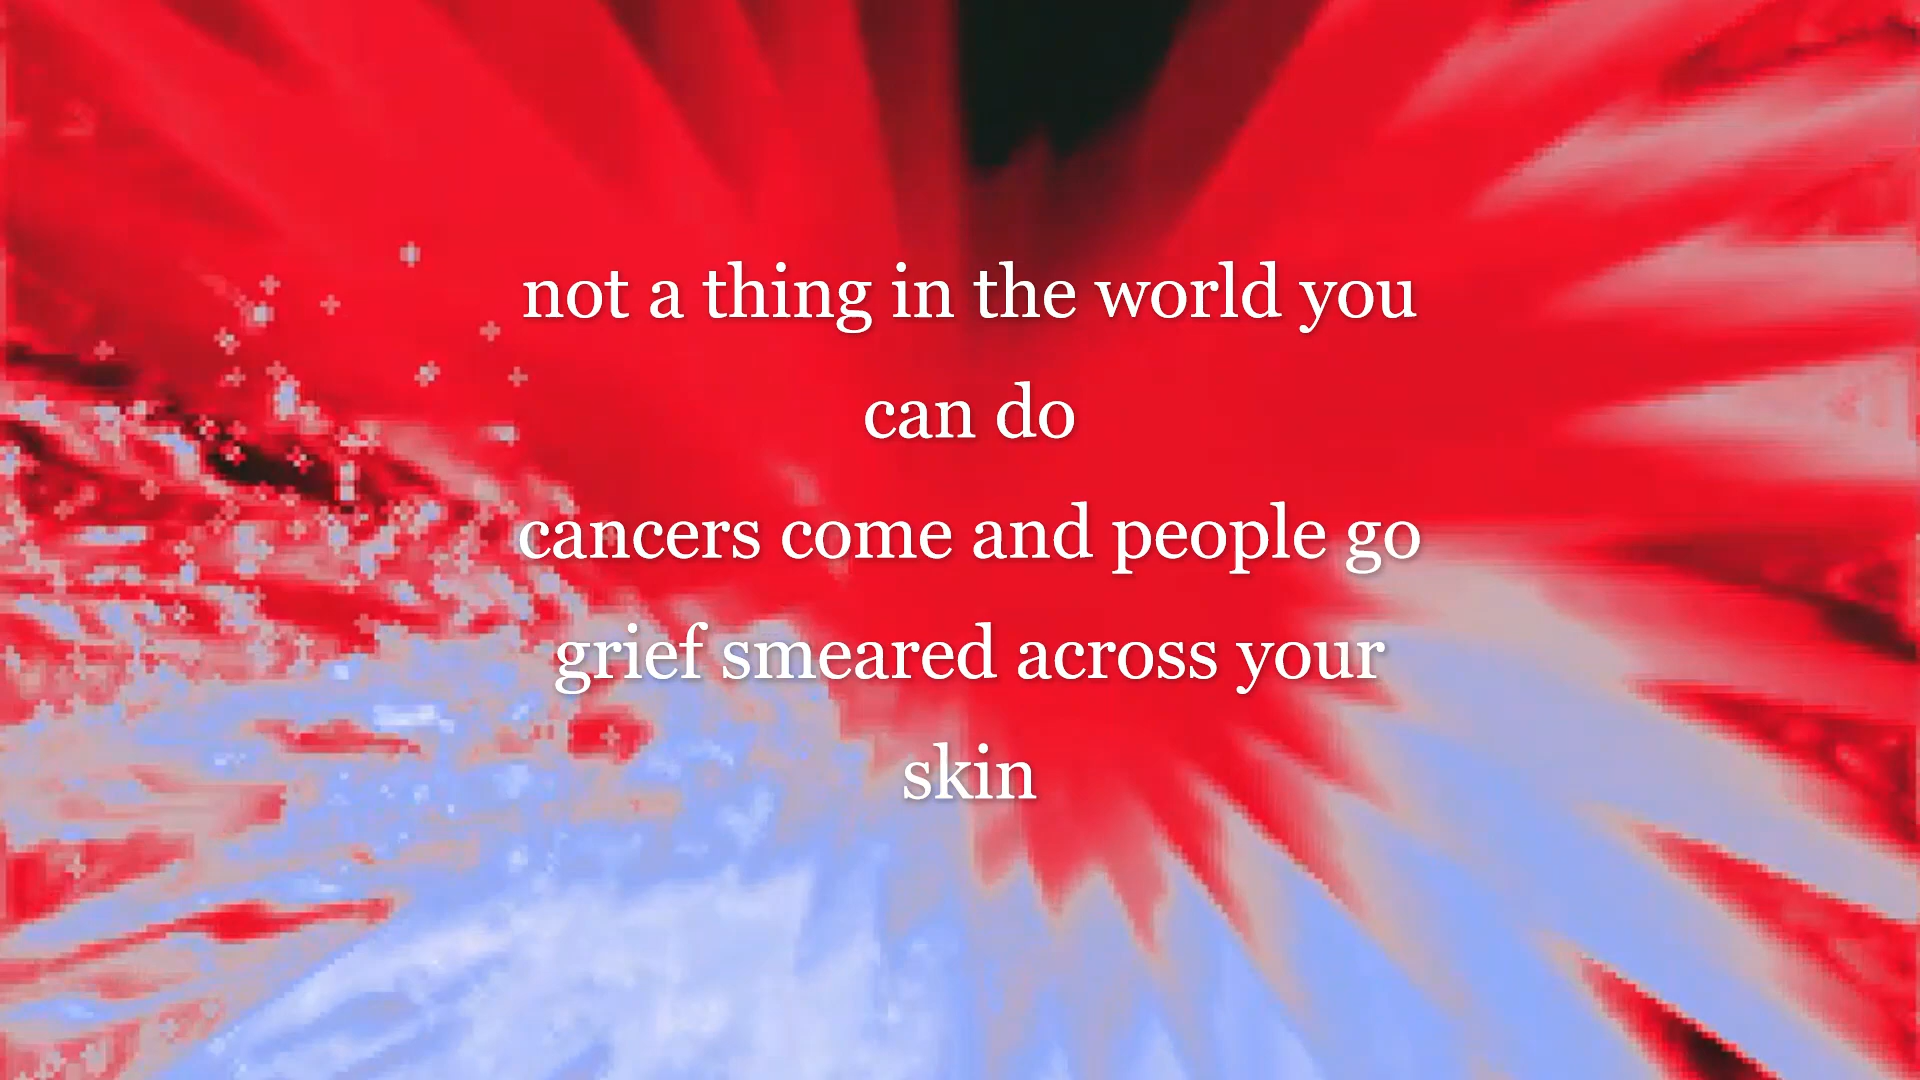 not a thing in the world you
can do
cancers come and people go
grief smeared across your
skin